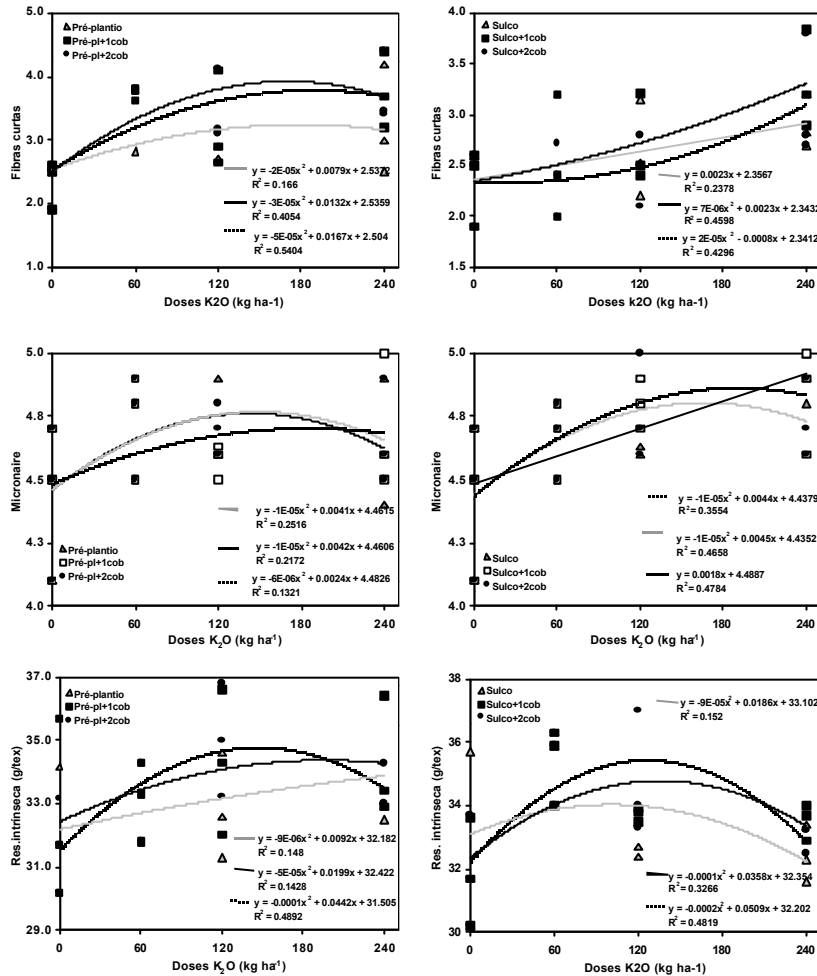 5.0
4.0
3.0
2.0
1.0
Fibras curtas
Pré-plantio
Pré-pl+1cob
Pré-pl+2cob
y = -2E-05x² + 0.0079x + 2.537
R² = 0.166
y = -3E-05x² + 0.0132x + 2.5359
R² = 0.4054
y = -5E-05x² + 0.0167x + 2.504
R² = 0.5404
0 60 120 180 240
Doses K2O (kg ha-1)
4.0
3.5
3.0
2.5
2.0
1.5
Fibras curtas
Sulco
Sulco+1cob
Sulco+2cob
y = 0.0023x + 2.3567
R² = 0.2378
y = 7E-06x² + 0.0023x + 2.3432
R² = 0.4598
y = 2E-05x² - 0.0008x + 2.3412
R² = 0.4296
0 60 120 180 240
Doses k2O (kg ha-1)
5.0
4.8
4.5
4.3
4.0
Micronaire
y = -1E-05x² + 0.0041x + 4.4615
R² = 0.2516
y = -1E-05x² + 0.0042x + 4.4606
R² = 0.2172
y = -6E-06x² + 0.0024x + 4.4826
R² = 0.1321
Pré-plantio
Pré-pl+1cob
Pré-pl+2cob
0 60 120 180 240
Doses K₂O (kg ha⁻¹)
5.0
4.8
4.5
4.3
4.0
Micronaire
y = -1E-05x² + 0.0044x + 4.4379
R² = 0.3554
y = -1E-05x² + 0.0045x + 4.4352
R² = 0.4658
y = 0.0018x + 4.4887
R² = 0.4784
Sulco
Sulco+1cob
Sulco+2cob
0 60 120 180 240
Doses K₂O (kg ha⁻¹)
37.0
35.0
33.0
31.0
29.0
Res. intrinseca (g/tex)
Pré-plantio
Pré-pl+1cob
Pré-pl+2cob
y = -9E-06x² + 0.0092x + 32.182
R² = 0.148
y = -5E-05x² + 0.0199x + 32.422
R² = 0.1428
y = -0.0001x² + 0.0442x + 31.505
R² = 0.4892
0 60 120 180 240
Doses K₂O (kg ha⁻¹)
38
36
34
32
30
Res. intrinseca (g/tex)
Sulco
Sulco+1cob
Sulco+2cob
y = -9E-05x² + 0.0186x + 33.102
R² = 0.152
y = -0.0001x² + 0.0358x + 32.354
R² = 0.3266
y = -0.0002x² + 0.0509x + 32.202
R² = 0.4819
0 60 120 180 240
Doses K2O (kg ha-1)